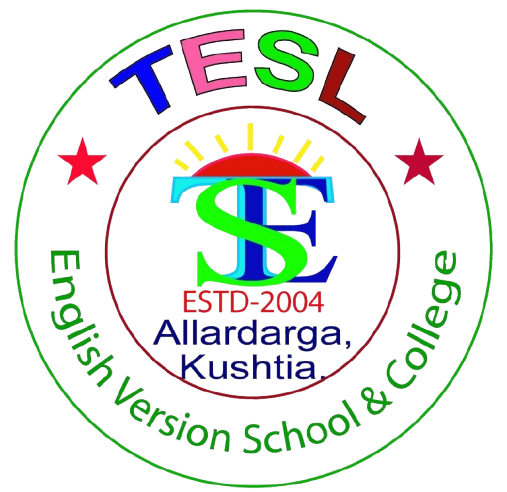 TESL
TSE
ESTD-2004
Allardarga,
Kushtia.
English Version School & College